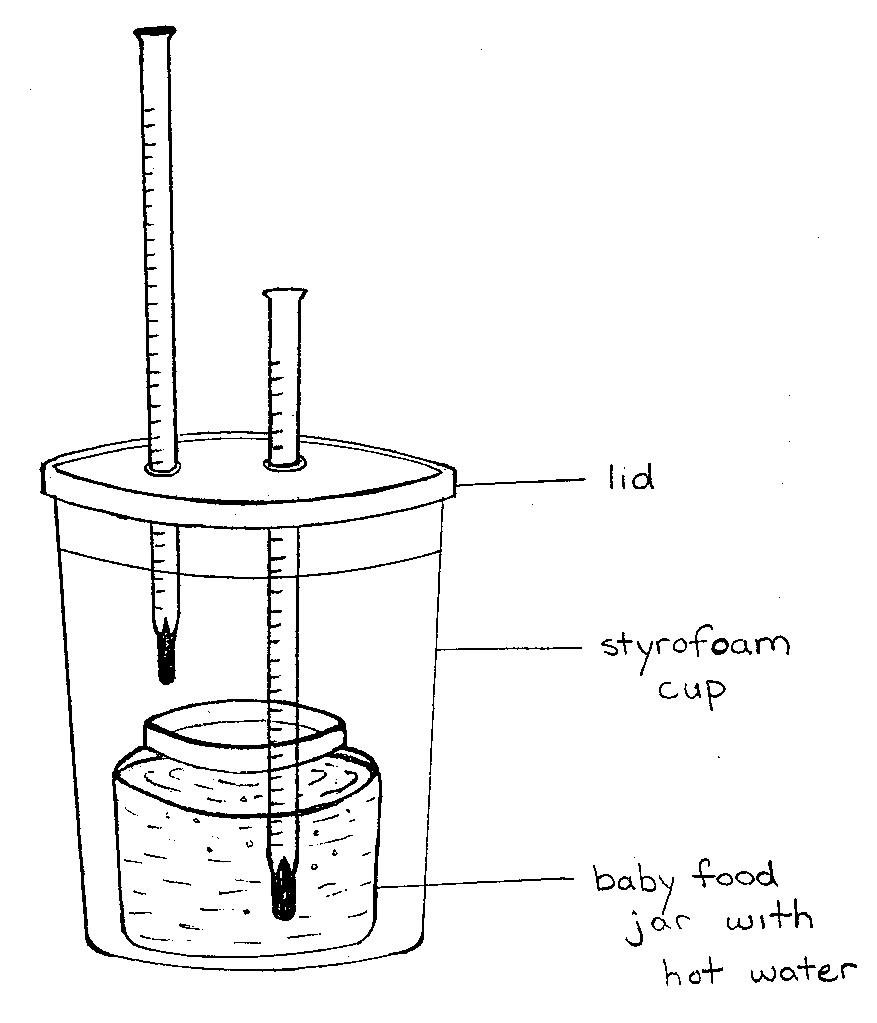 lid
styrofoam
cup
baby food
jar with
hot water